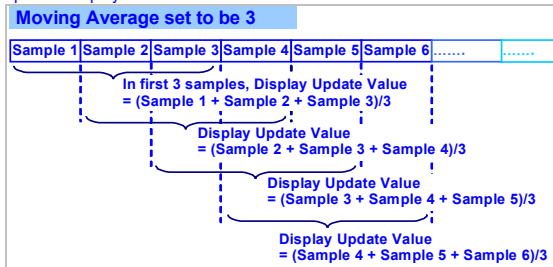 Moving Average set to be 3
Sample 1 Sample 2 Sample 3 Sample 4 Sample 5 Sample 6 ....... .......
In first 3 samples, Display Update Value
= (Sample 1 + Sample 2 + Sample 3)/3
Display Update Value
= (Sample 2 + Sample 3 + Sample 4)/3
Display Update Value
= (Sample 3 + Sample 4 + Sample 5)/3
Display Update Value
= (Sample 4 + Sample 5 + Sample 6)/3